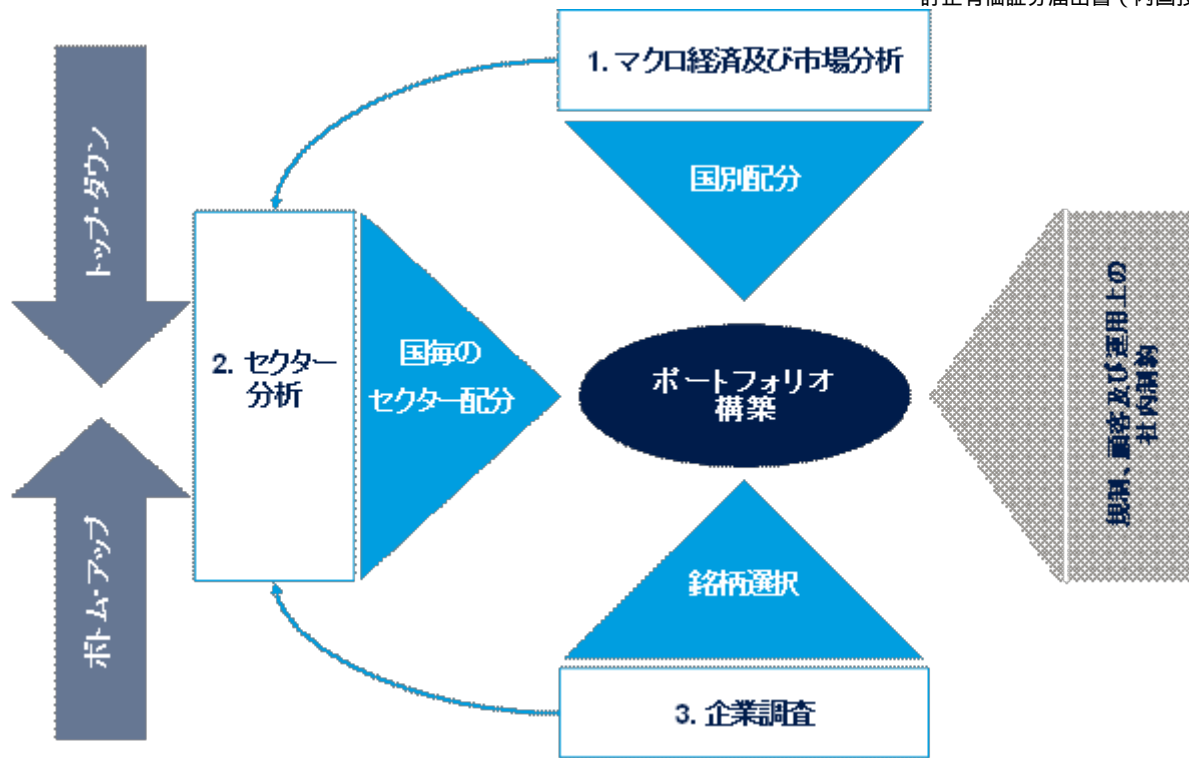 1. マクロ経済及び市場分析
国別配分
トップ・ダウン
2. セクター
分析
国毎の
セクター配分
ポートフォリオ
構築
規制、顧客及び運用上の
社内制約
ボトム・アップ
銘柄選択
3. 企業調査